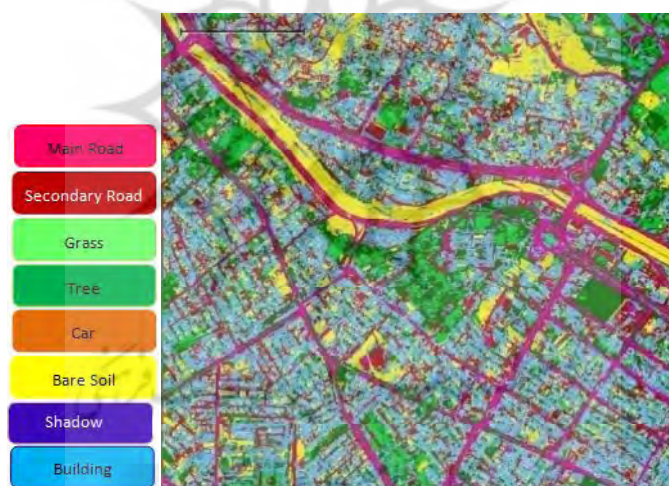 Main Road
Secondary Road
Grass
Tree
Car
Bare Soil
Shadow
Building